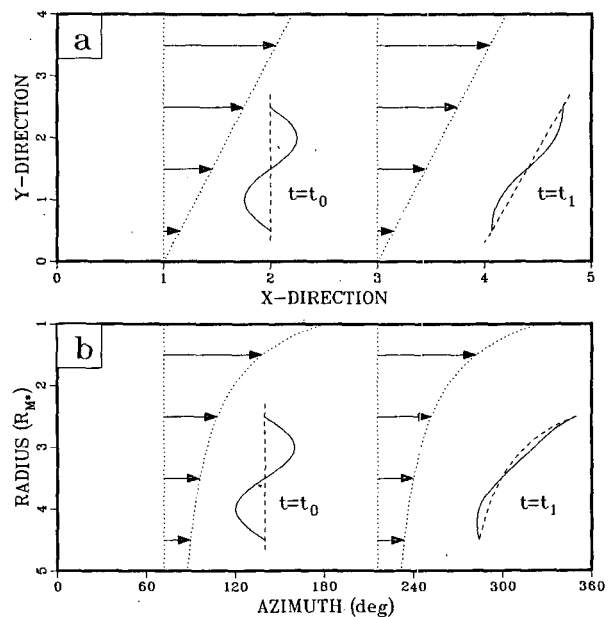 a
Y-DIRECTION
4
3
2
1
0
t=t0
t=t1
0 1 2 3 4 5
X-DIRECTION
b
RADIUS (RM*)
1
2
3
4
5
t=t0
t=t1
0 60 120 180 240 300 360
AZIMUTH (deg)